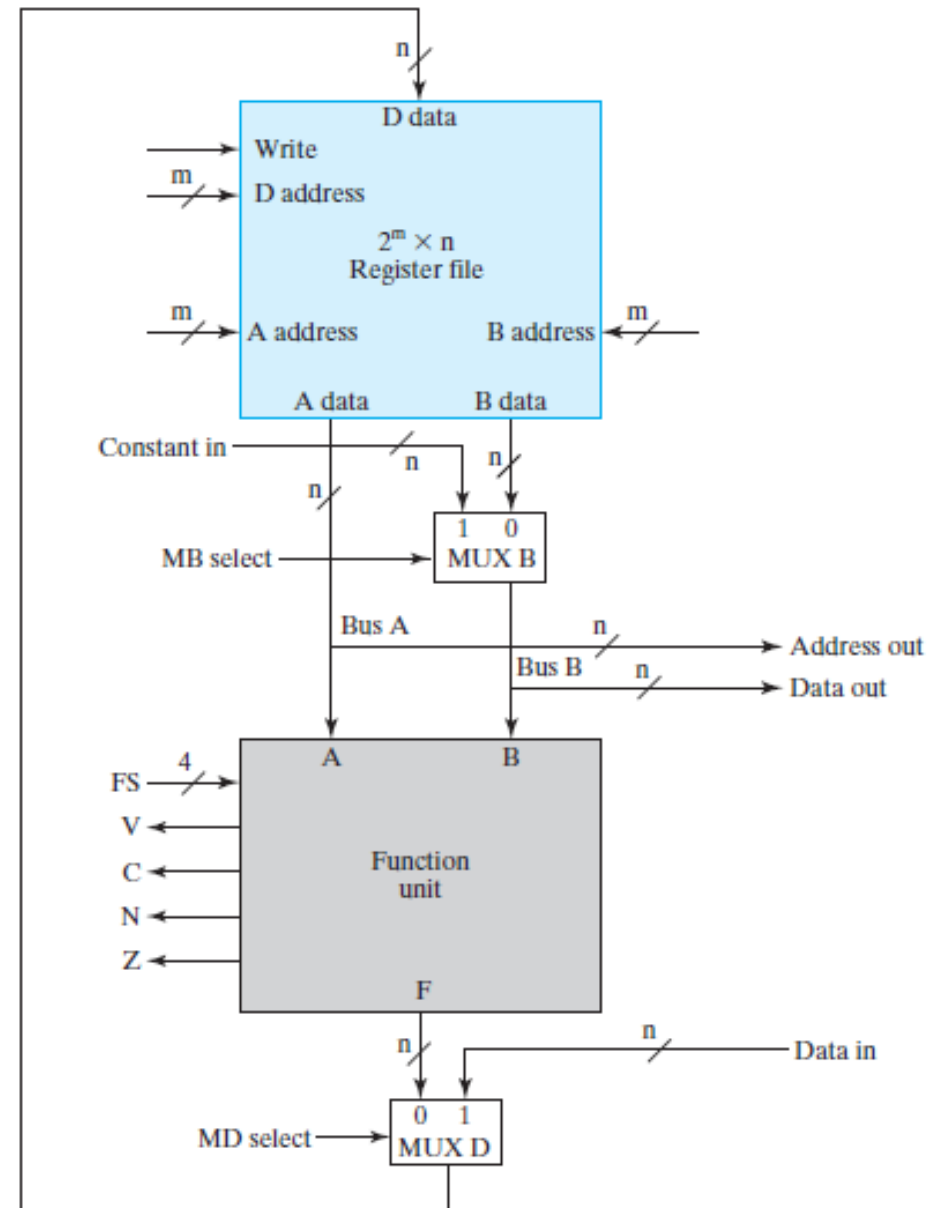 n
D data
Write
m
D address
2^m × n
Register file
m
A address
B address
m
A data
B data
Constant in
n
n
n
1 0
MUX B
MB select
Bus A
n
Address out
Bus B
n
Data out
A
B
FS
4
V
C
N
Z
Function
unit
F
n
n
Data in
0 1
MUX D
MD select